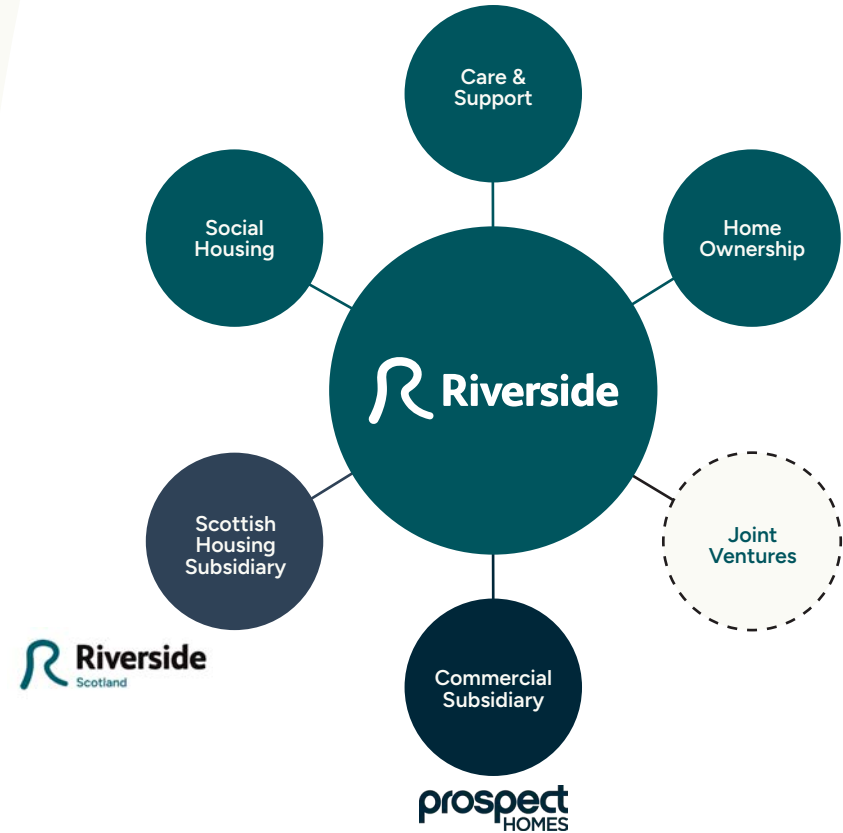 Care &
Support
Social
Housing
Home
Ownership
Riverside
Scottish
Housing
Subsidiary
Joint
Ventures
Riverside
Scotland
Commercial
Subsidiary
prospect
HOMES